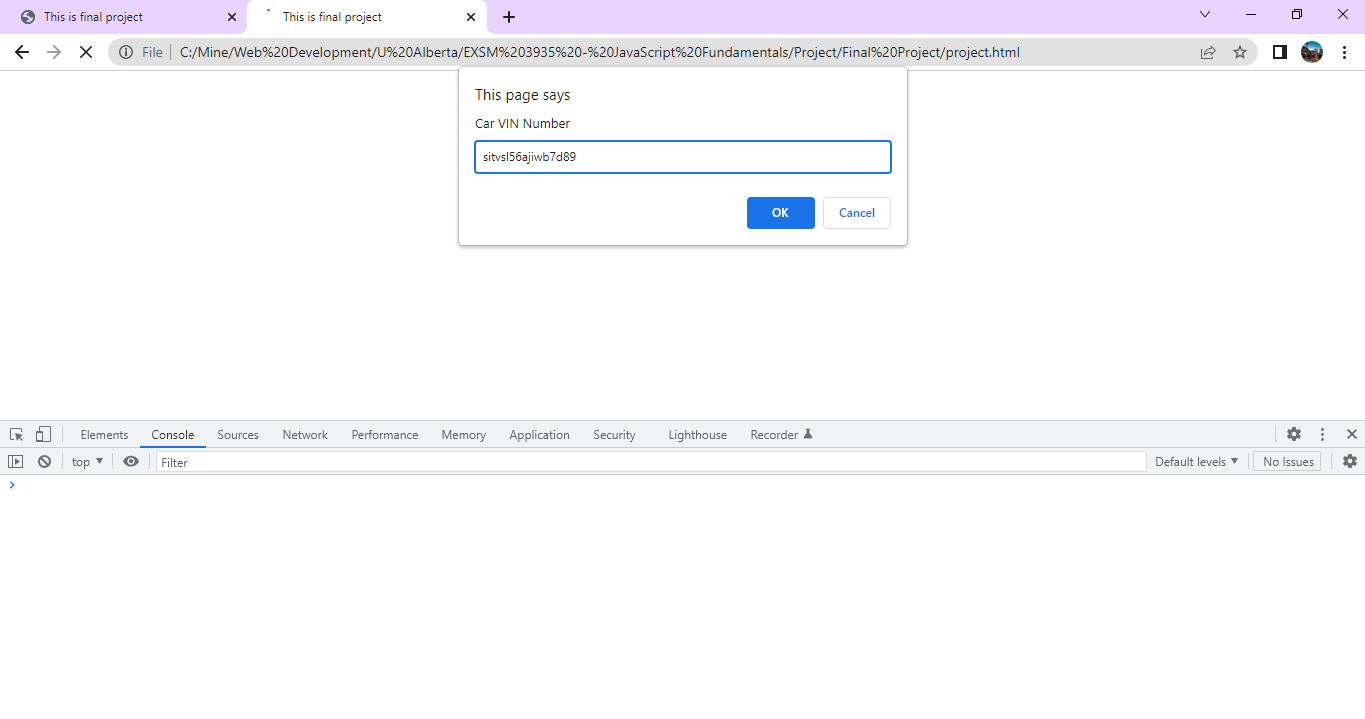 This is final project
This is final project
File C:/Mine/Web%20Development/U%20Alberta/EXSM%203935%20-%20JavaScript%20Fundamentals/Project/Final%20Project/project.html
This page says
Car VIN Number
sitvsl56ajiwb7d89
OK Cancel
Elements Console Sources Network Performance Memory Application Security Lighthouse Recorder
top Filter Default levels No Issues